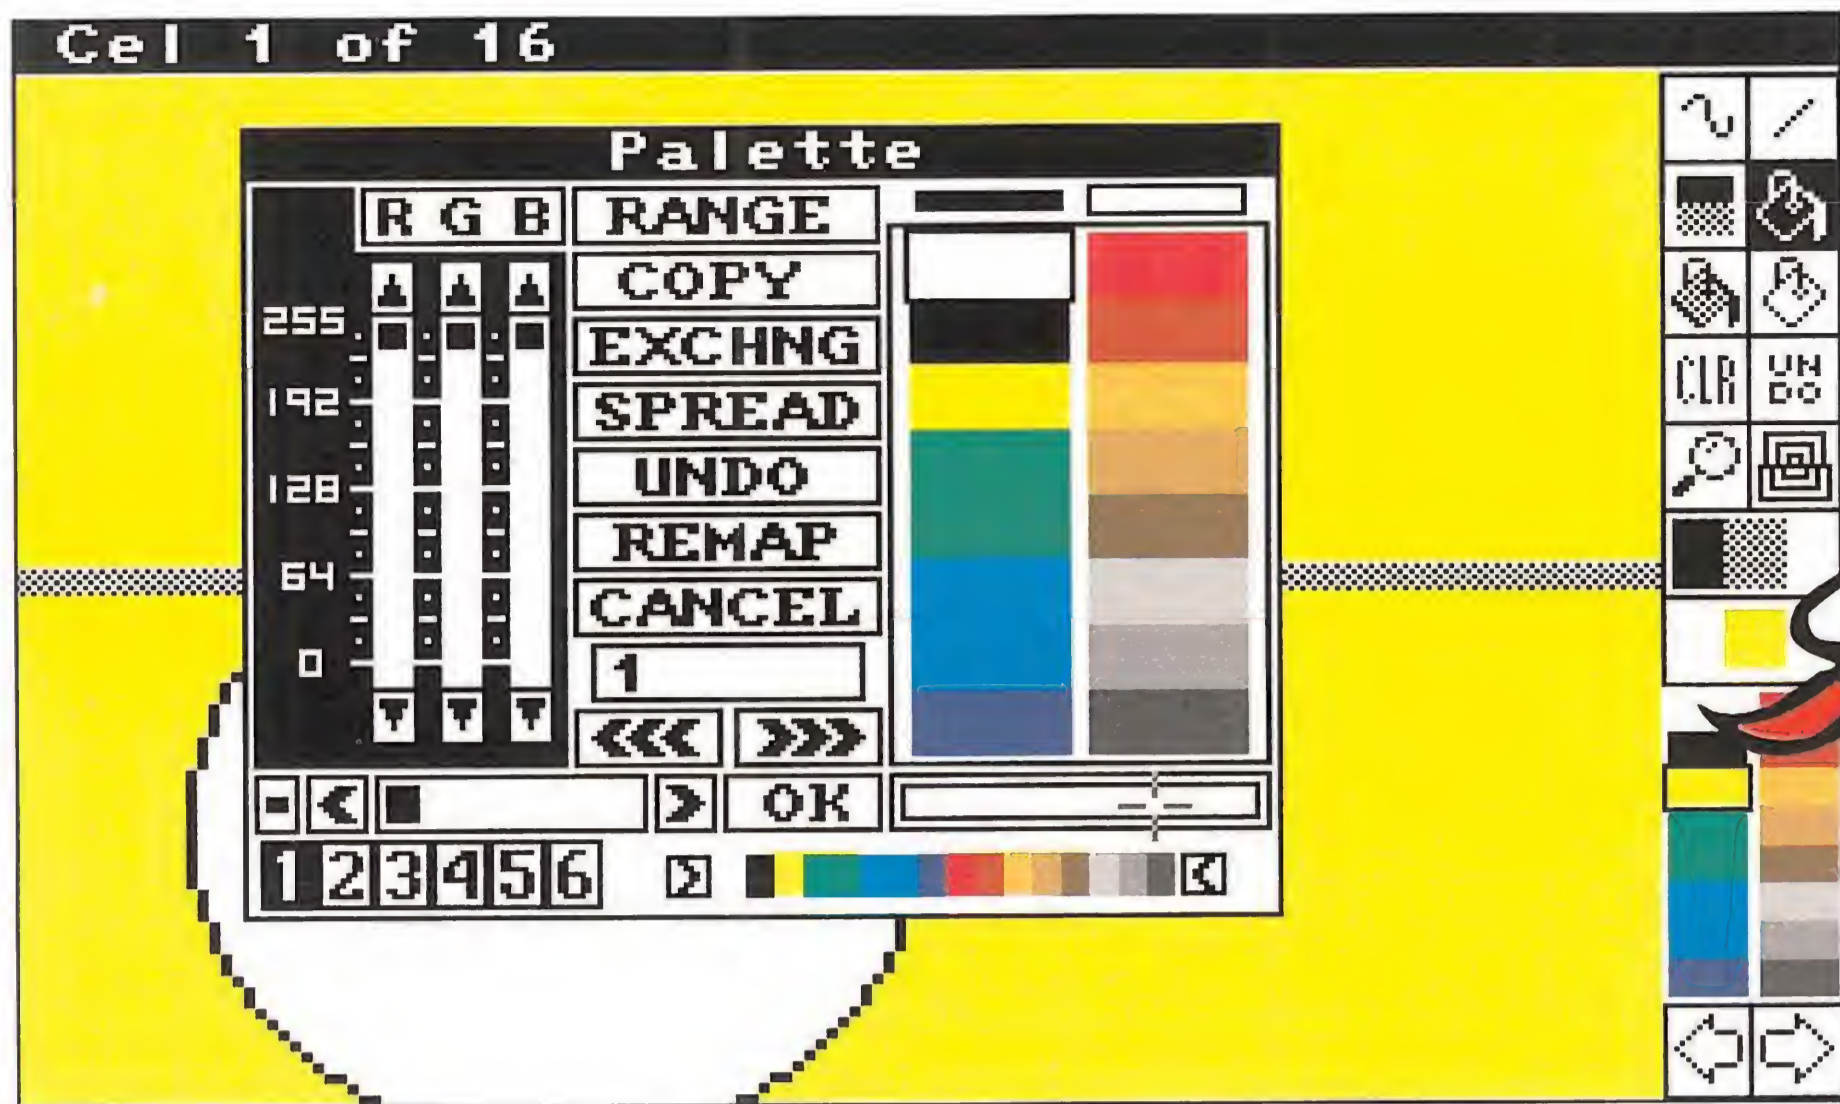 Cel 1 of 16
Palette
R G B
RANGE
COPY
EXCHNG
SPREAD
UNDO
REMAP
CANCEL
1
255
192
128
64
0
<<< >>>
- < > OK
1 2 3 4 5 6
> <
CLR
UN
DO